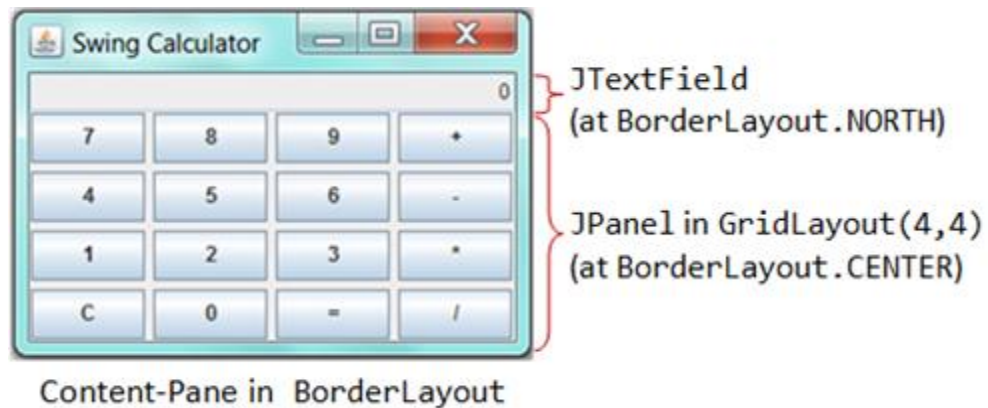 Swing Calculator
0
7 8 9 +
4 5 6 -
1 2 3 *
C 0 = /
JTextField
(at BorderLayout.NORTH)
JPanel in GridLayout(4,4)
(at BorderLayout.CENTER)
Content-Pane in BorderLayout